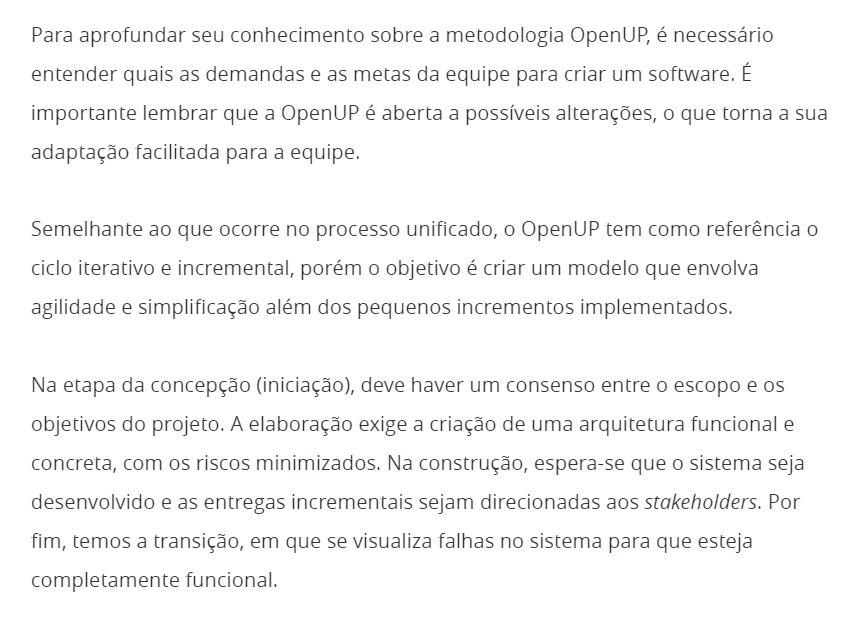 Para aprofundar seu conhecimento sobre a metodologia OpenUP, é necessário
entender quais as demandas e as metas da equipe para criar um software. É
importante lembrar que a OpenUP é aberta a possíveis alterações, o que torna a sua
adaptação facilitada para a equipe.
Semelhante ao que ocorre no processo unificado, o OpenUP tem como referência o
ciclo iterativo e incremental, porém o objetivo é criar um modelo que envolva
agilidade e simplificação além dos pequenos incrementos implementados.
Na etapa da concepção (iniciação), deve haver um consenso entre o escopo e os
objetivos do projeto. A elaboração exige a criação de uma arquitetura funcional e
concreta, com os riscos minimizados. Na construção, espera-se que o sistema seja
desenvolvido e as entregas incrementais sejam direcionadas aos stakeholders. Por
fim, temos a transição, em que se visualiza falhas no sistema para que esteja
completamente funcional.